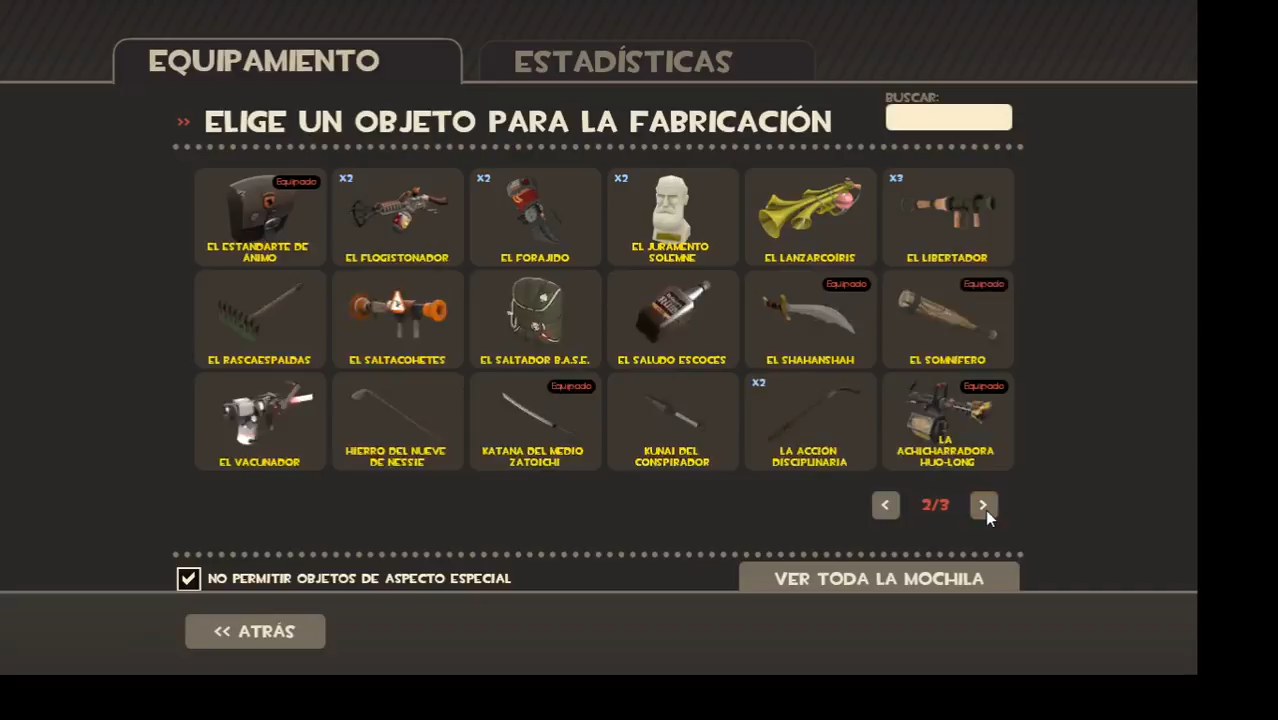 EQUIPAMIENTO
ESTADÍSTICAS
» ELIGE UN OBJETO PARA LA FABRICACIÓN
BUSCAR:
Equipado
EL ESTANDARTE DE
ÁNIMO
X2
EL FLOGISTONADOR
X2
EL FORAJIDO
X2
EL JURAMENTO
SOLEMNE
EL LANZARCOÍRIS
X3
EL LIBERTADOR
EL RASCAESPALDAS
EL SALTACOHETES
EL SALTADOR B.A.S.E.
EL SALUDO ESCOCES
Equipado
EL SHAHANSHAH
Equipado
EL SOMNÍFERO
EL VACUNADOR
HIERRO DEL NUEVE
DE NESSIE
Equipado
KATANA DEL MEDIO
ZATOICHI
KUNAI DEL
CONSPIRADOR
X2
LA ACCIÓN
DISCIPLINARIA
Equipado
LA
ACHICHARRADORA
HUO-LONG
< 2/3 >
NO PERMITIR OBJETOS DE ASPECTO ESPECIAL
VER TODA LA MOCHILA
<< ATRÁS